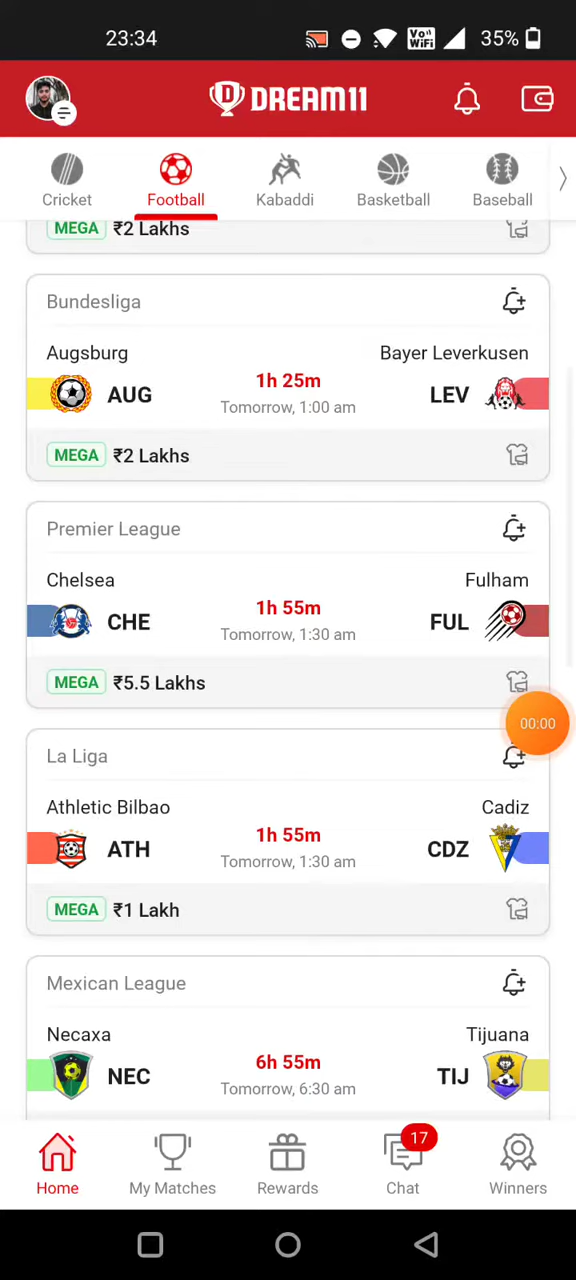 23:34
Vo))
WiFi
35%
DREAM11
Cricket
Football
Kabaddi
Basketball
Baseball
MEGA ₹2 Lakhs
Bundesliga
Augsburg
Bayer Leverkusen
AUG
1h 25m
LEV
Tomorrow, 1:00 am
MEGA ₹2 Lakhs
Premier League
Chelsea
Fulham
CHE
1h 55m
FUL
Tomorrow, 1:30 am
MEGA ₹5.5 Lakhs
00:00
La Liga
Athletic Bilbao
Cadiz
ATH
1h 55m
CDZ
Tomorrow, 1:30 am
MEGA ₹1 Lakh
Mexican League
Necaxa
Tijuana
NEC
6h 55m
TIJ
Tomorrow, 6:30 am
17
Home
My Matches
Rewards
Chat
Winners